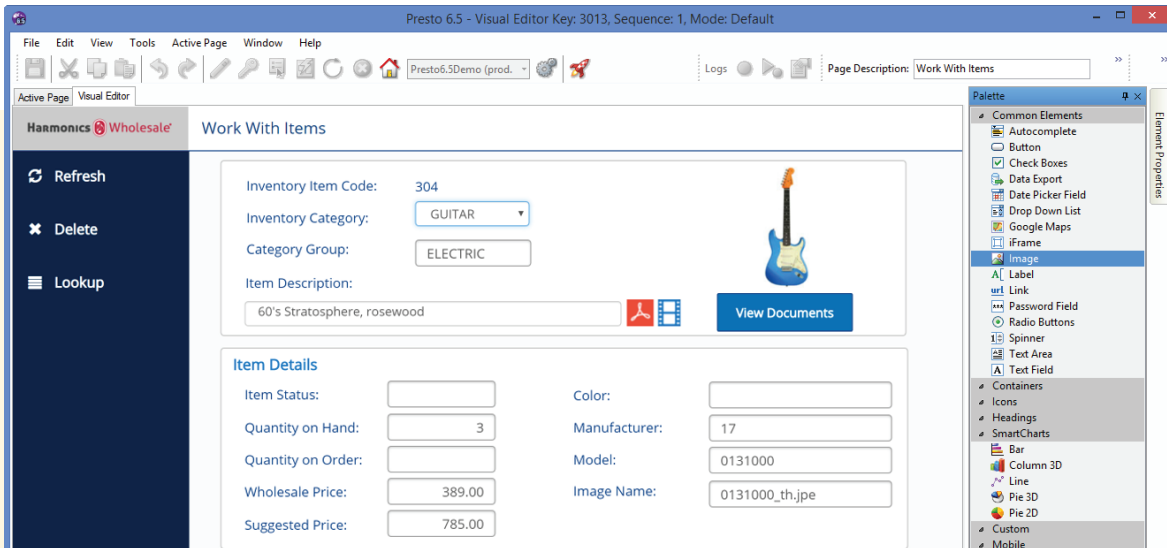 Presto 6.5 - Visual Editor Key: 3013, Sequence: 1, Mode: Default
File Edit View Tools Active Page Window Help
Presto6.5Demo (prod. Logs Page Description: Work With Items
Active Page Visual Editor
Harmonics Wholesale
Work With Items
Refresh
Delete
Lookup
Inventory Item Code: 304
Inventory Category: GUITAR
Category Group: ELECTRIC
Item Description:
60's Stratosphere, rosewood
View Documents
Item Details
Item Status:
Quantity on Hand: 3
Quantity on Order:
Wholesale Price: 389.00
Suggested Price: 785.00
Color:
Manufacturer: 17
Model: 0131000
Image Name: 0131000_th.jpe
Palette
Common Elements
Autocomplete
Button
Check Boxes
Data Export
Date Picker Field
Drop Down List
Google Maps
iFrame
Image
Label
url Link
Password Field
Radio Buttons
Spinner
Text Area
Text Field
Containers
Icons
Headings
SmartCharts
Bar
Column 3D
Line
Pie 3D
Pie 2D
Custom
Mobile
Element Properties